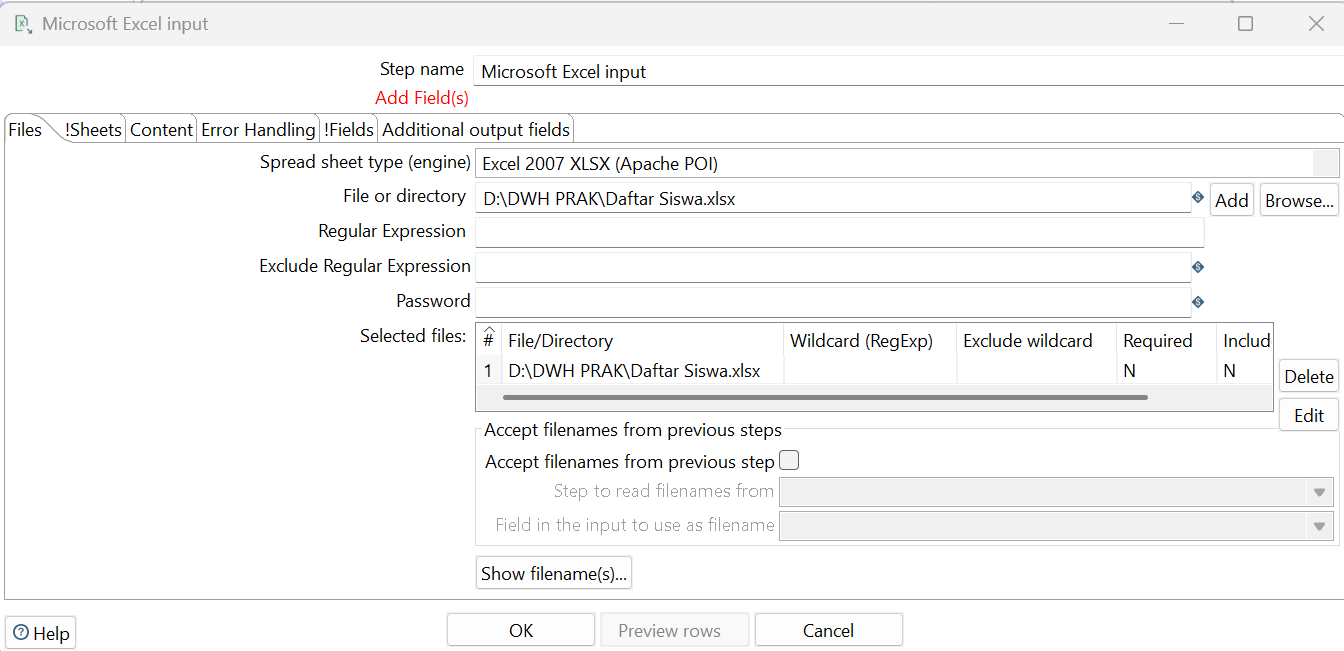 Microsoft Excel input
Step name Microsoft Excel input
Add Field(s)
Files !Sheets Content Error Handling !Fields Additional output fields
Spread sheet type (engine) Excel 2007 XLSX (Apache POI)
File or directory D:\DWH PRAK\Daftar Siswa.xlsx Add Browse...
Regular Expression
Exclude Regular Expression
Password
Selected files: # File/Directory Wildcard (RegExp) Exclude wildcard Required Includ
1 D:\DWH PRAK\Daftar Siswa.xlsx N N
Delete
Edit
Accept filenames from previous steps
Accept filenames from previous step
Step to read filenames from
Field in the input to use as filename
Show filename(s)...
Help OK Preview rows Cancel